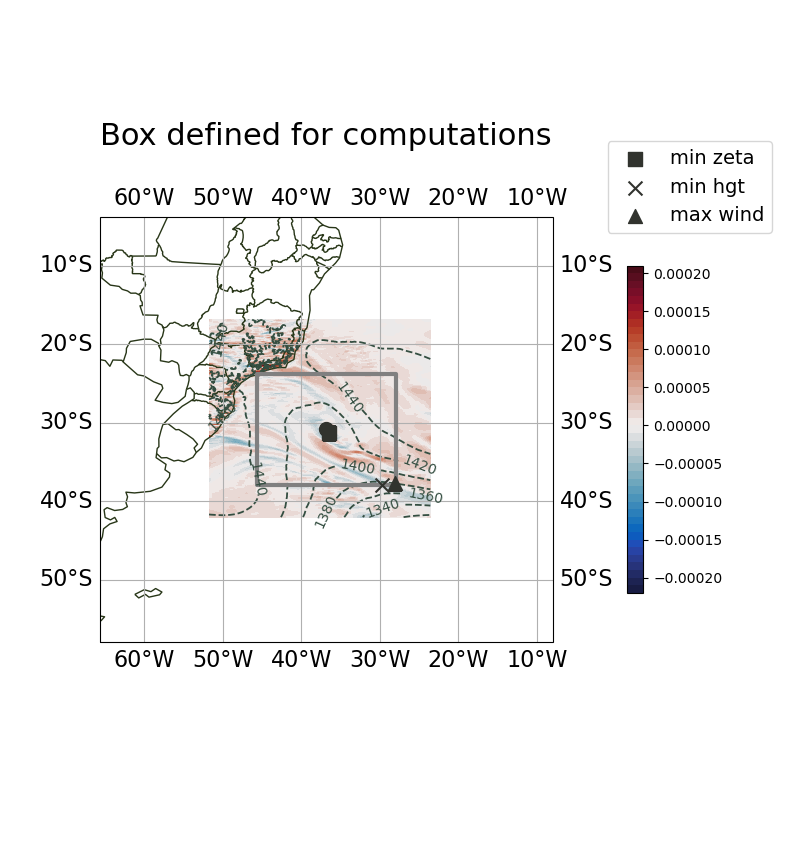 Box defined for computations
min zeta
min hgt
max wind
60°W 50°W 40°W 30°W 20°W 10°W
10°S 10°S
20°S 20°S
30°S 30°S
40°S 40°S
50°S 50°S
60°W 50°W 40°W 30°W 20°W 10°W
1440
1440
1400
1420
1360
1380
1340
0.00020
0.00015
0.00010
0.00005
0.00000
−0.00005
−0.00010
−0.00015
−0.00020